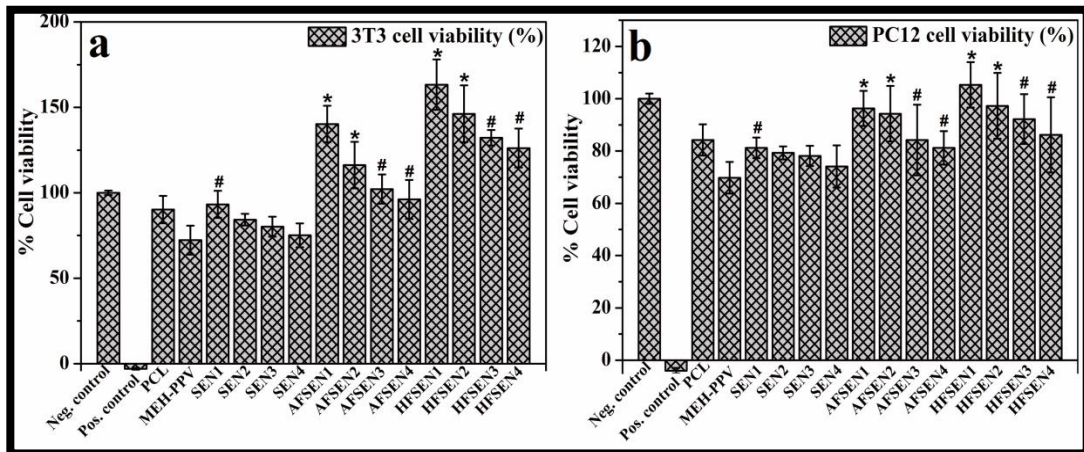 a
3T3 cell viability (%)
% Cell viability
200
150
100
50
0
* * # # * * # #
#
Neg. control
Pos. control
PCL
MEH-PPV
SEN1
SEN2
SEN3
SEN4
AFSEN1
AFSEN2
AFSEN3
AFSEN4
HFSEN1
HFSEN2
HFSEN3
HFSEN4
b
PC12 cell viability (%)
% Cell viability
120
100
80
60
40
20
0
* * # # * * # #
#
Neg. control
Pos. control
PCL
MEH-PPV
SEN1
SEN2
SEN3
SEN4
AFSEN1
AFSEN2
AFSEN3
AFSEN4
HFSEN1
HFSEN2
HFSEN3
HFSEN4